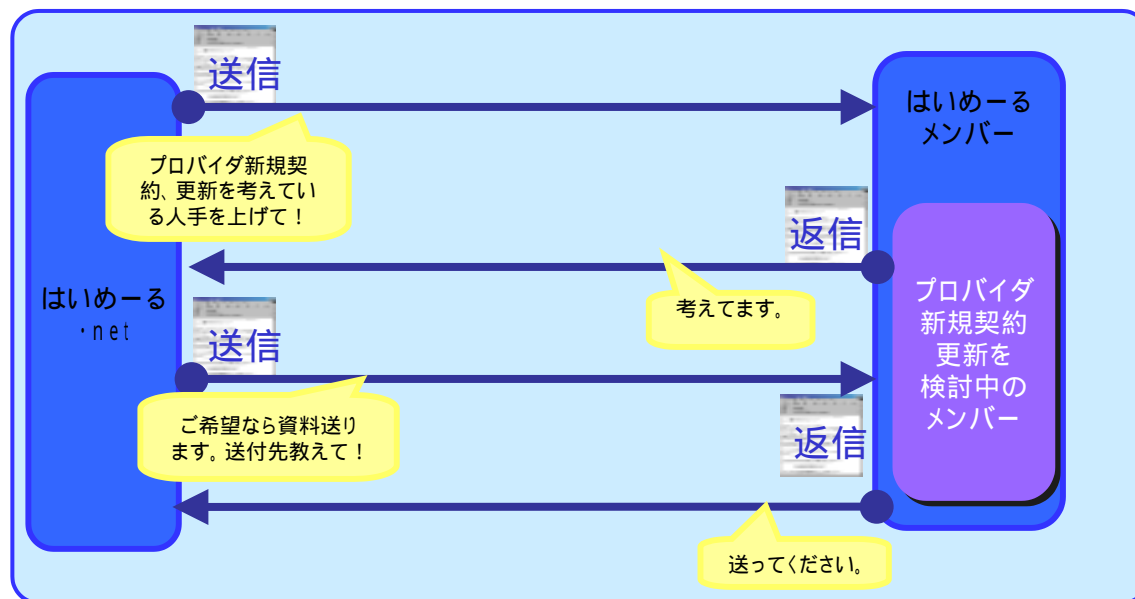 送信
はいめーる
メンバー
プロバイダ新規契
約、更新を考えてい
る人手を上げて！
返信
考えてます。
はいめーる
・net
プロバイダ
新規契約
更新を
検討中の
メンバー
送信
ご希望なら資料送り
ます。送付先教えて！
返信
送ってください。